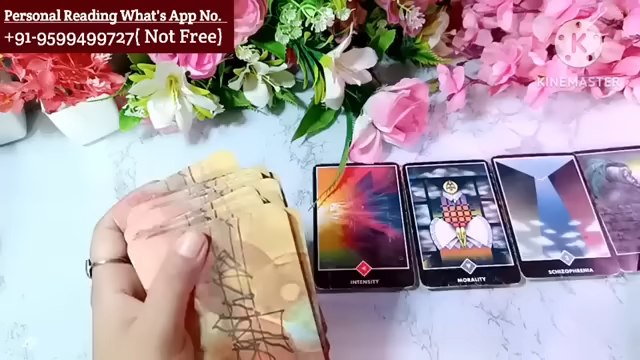 Personal Reading What's App No.
+91-9599499727( Not Free)
K
KINEMASTER
INTENSITY
MORALITY
SCHIZOPHRENIA